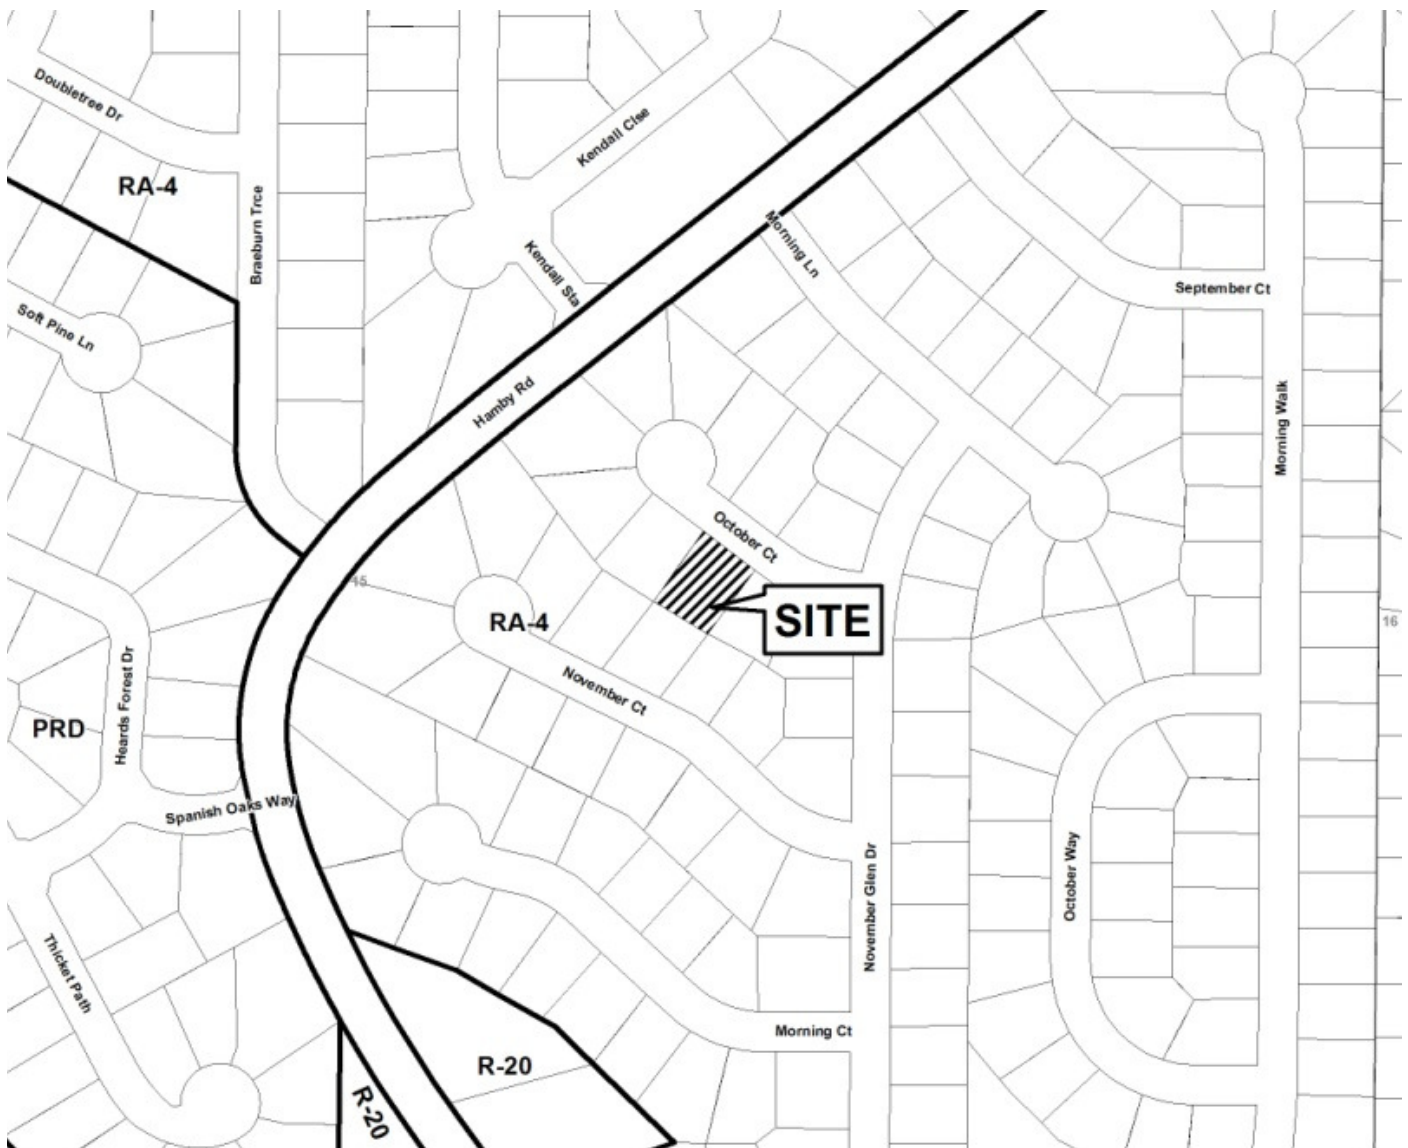 Doubletree Dr
Kendall Clse
RA-4
Braeburn Trce
Morning Ln
Kendall Sta
September Ct
Soft Pine Ln
Hamby Rd
Morning Walk
October Ct
15
RA-4
SITE
16
November Ct
Heards Forest Dr
PRD
Spanish Oaks Way
October Way
November Glen Dr
Thicket Path
Morning Ct
R-20
R-20